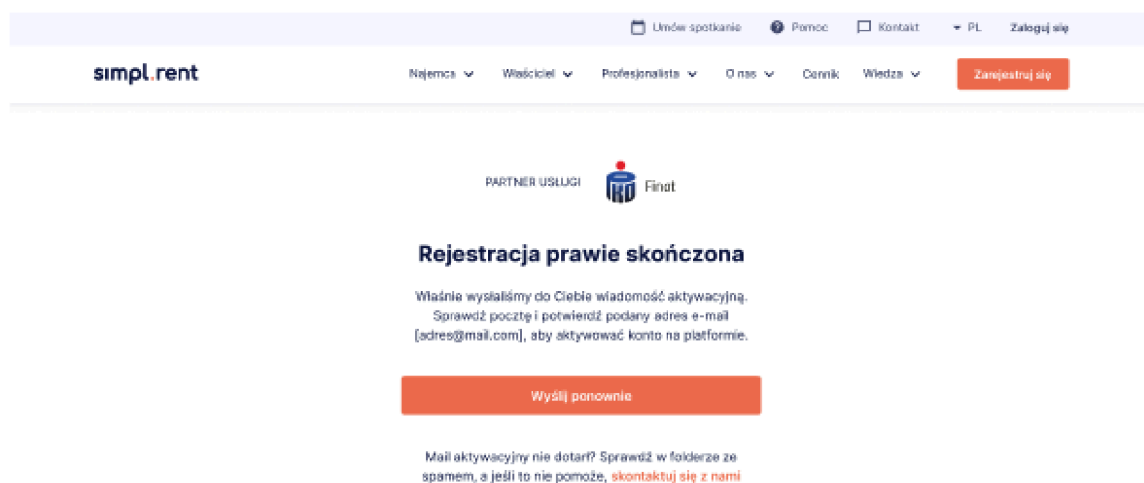 Umów spotkanie Pomoc Kontakt PL Zaloguj się
simpl.rent Najemca Właściciel Profesjonalista O nas Cennik Wiedza Zarejestruj się
PARTNER USŁUGI Finat
Rejestracja prawie skończona
Właśnie wysłaliśmy do Ciebie wiadomość aktywacyjną.
Sprawdź pocztę i potwierdź podany adres e-mail
[adres@mail.com], aby aktywować konto na platformie.
Wyślij ponownie
Mail aktywacyjny nie dotarł? Sprawdź w folderze ze
spamem, a jeśli to nie pomoże, skontaktuj się z nami